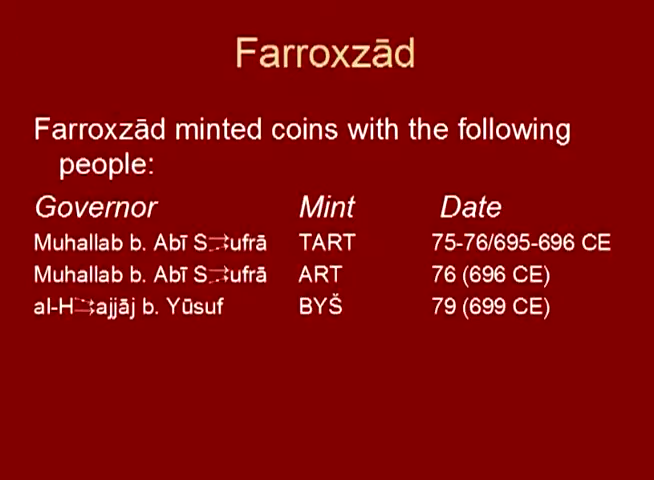 Farroxzād
Farroxzād minted coins with the following
people:
Governor Mint Date
Muhallab b. Abī S⥱ufrā TART 75-76/695-696 CE
Muhallab b. Abī S⥱ufrā ART 76 (696 CE)
al-H⥱ajjāj b. Yūsuf BYŠ 79 (699 CE)